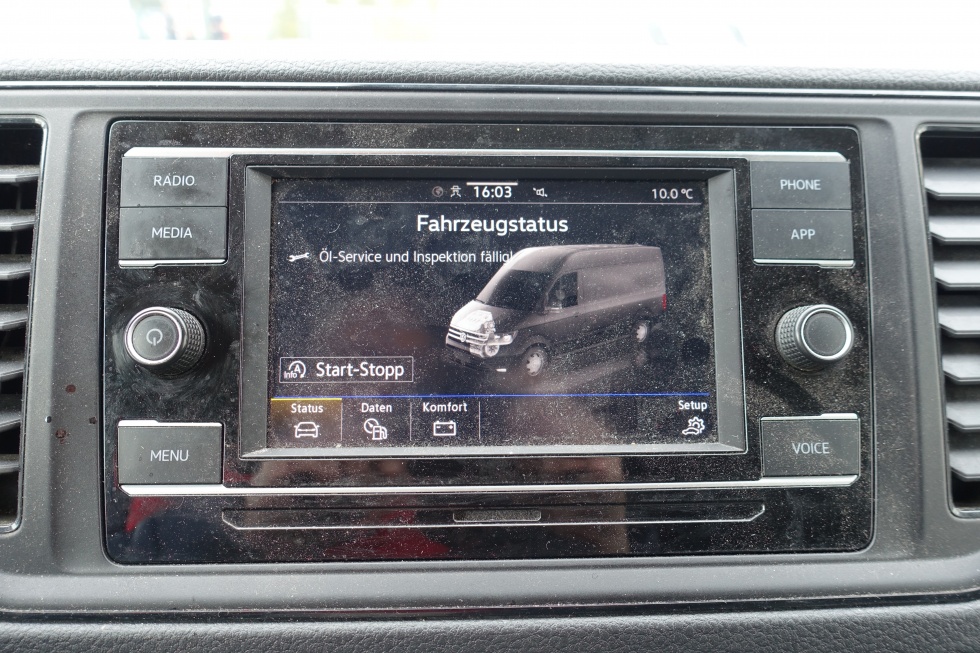 RADIO
MEDIA
MENU
PHONE
APP
VOICE
16:03
10.0 °C
Fahrzeugstatus
Öl-Service und Inspektion fällig!
Info
Start-Stopp
Status
Daten
Komfort
Setup